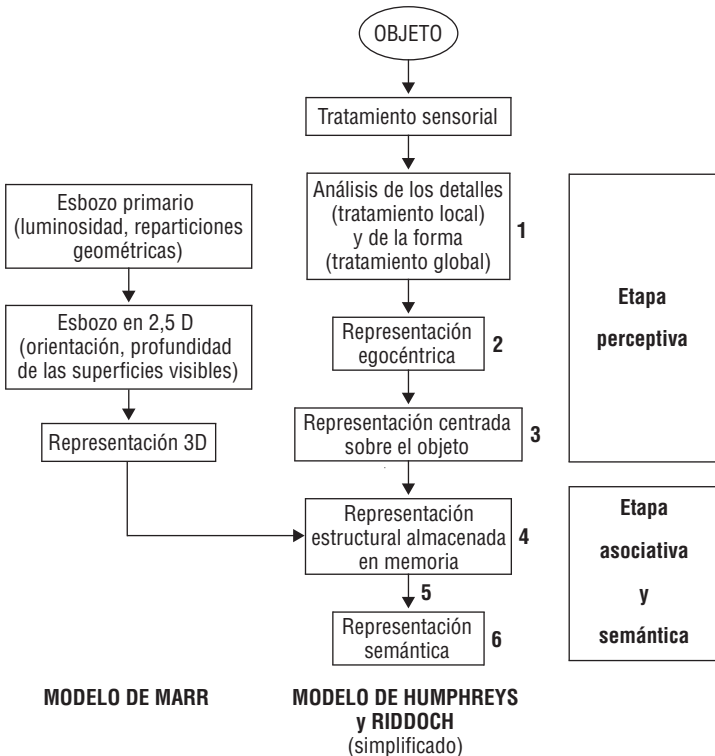 OBJETO
Tratamiento sensorial
Esbozo primario
(luminosidad, reparticiones
geométricas)
Esbozo en 2,5 D
(orientación, profundidad
de las superficies visibles)
Representación 3D
MODELO DE MARR
Análisis de los detalles
(tratamiento local)
y de la forma
(tratamiento global)
1
Representación
egocéntrica
2
Representación centrada
sobre el objeto
3
Representación
estructural almacenada
en memoria
4
5
Representación
semántica
6
MODELO DE HUMPHREYS
y RIDDOCH
(simplificado)
Etapa
perceptiva
Etapa
asociativa
y
semántica